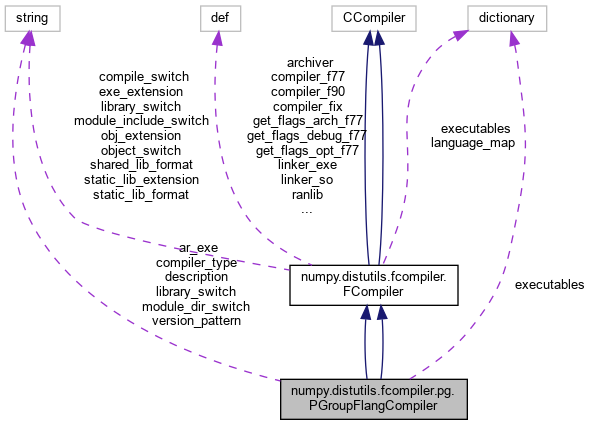 string
def
CCompiler
dictionary
compile_switch
exe_extension
library_switch
module_include_switch
obj_extension
object_switch
shared_lib_format
static_lib_extension
static_lib_format
archiver
compiler_f77
compiler_f90
compiler_fix
get_flags_arch_f77
get_flags_debug_f77
get_flags_opt_f77
linker_exe
linker_so
ranlib
...
executables
language_map
ar_exe
compiler_type
description
library_switch
module_dir_switch
version_pattern
numpy.distutils.fcompiler.
FCompiler
executables
numpy.distutils.fcompiler.pg.
PGroupFlangCompiler